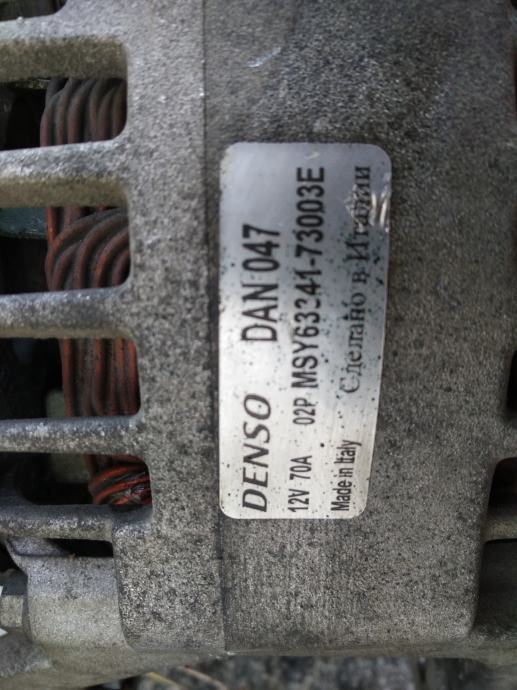 DENSO DAN 047
12V 70A 02P MSY63341-73003E
Made in Italy Сделано в Италии